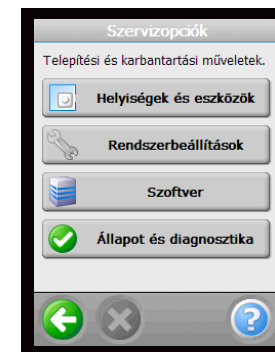 Szervizopciók
Telepítési és karbantartási műveletek.
Helyiségek és eszközök
Rendszerbeállítások
Szoftver
Állapot és diagnosztika